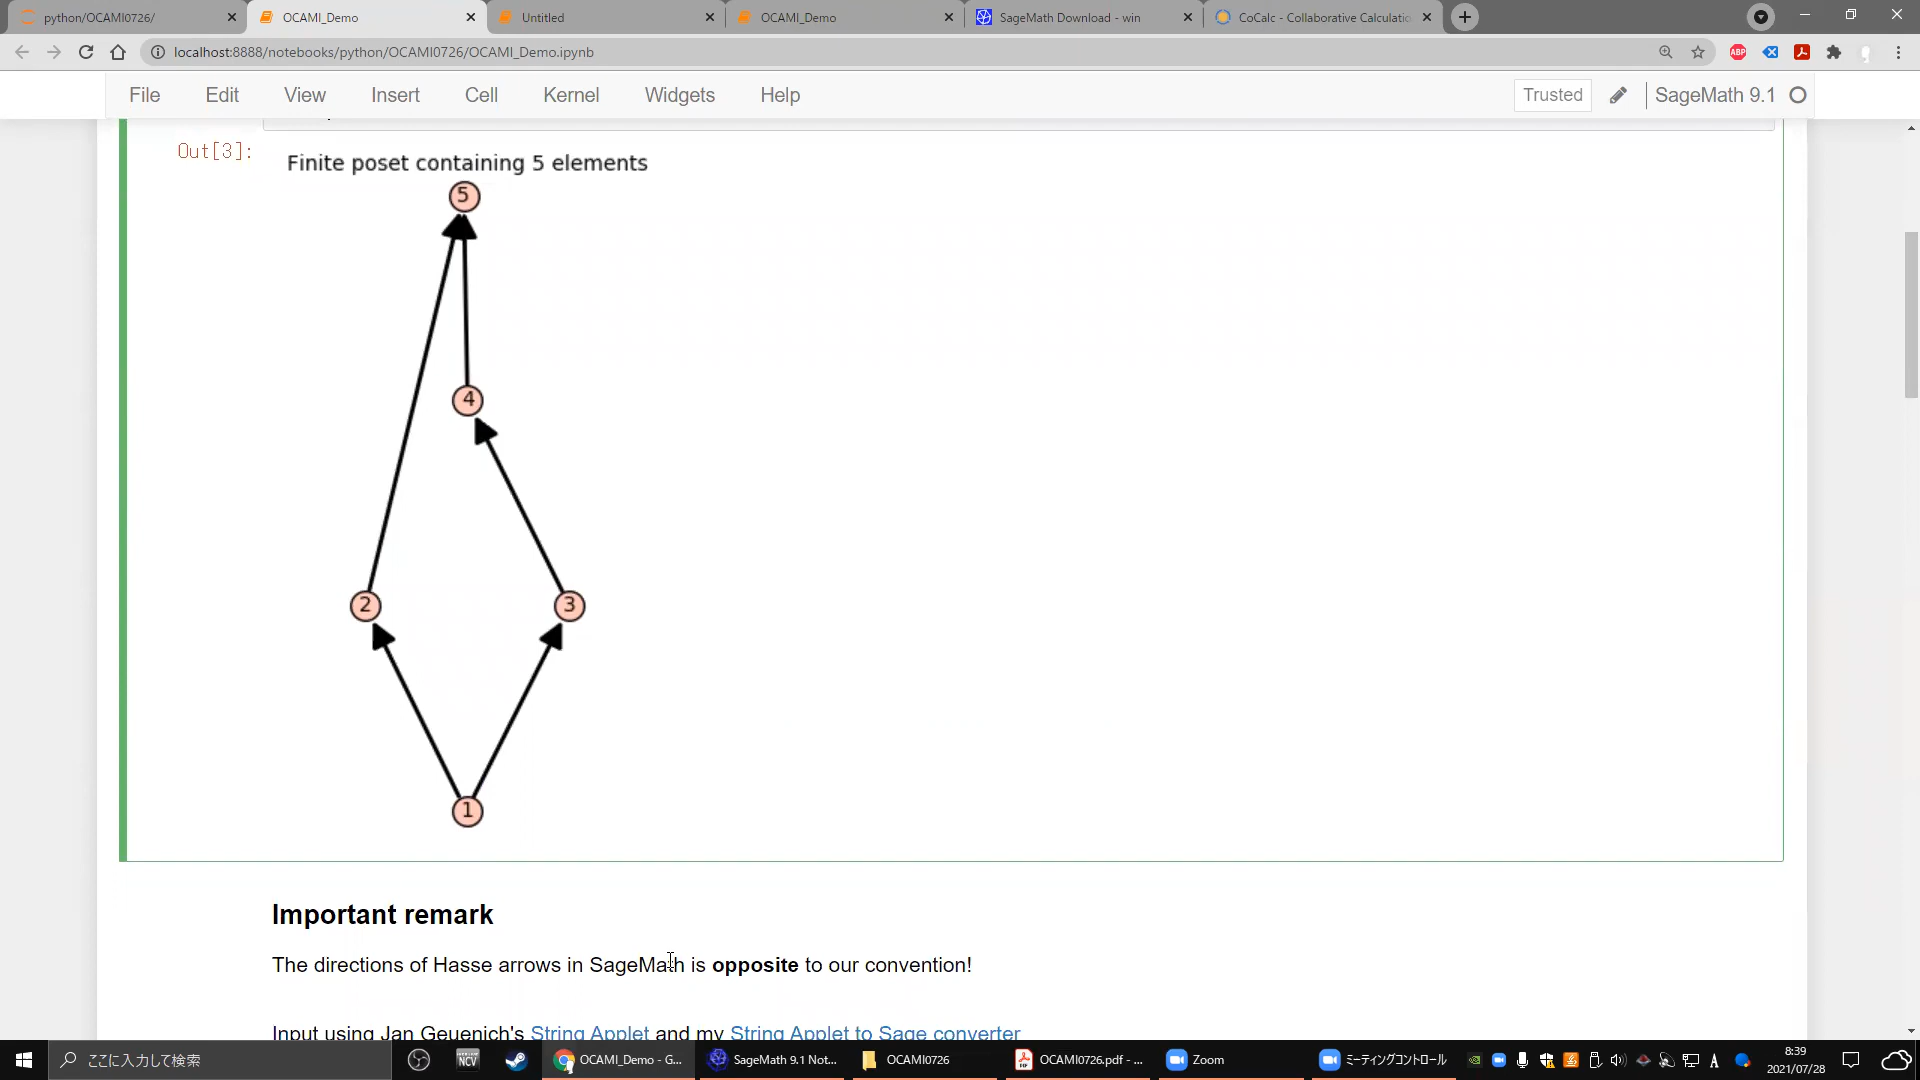 python/OCAMI0726/
OCAMI_Demo
Untitled
OCAMI_Demo
SageMath Download - win
CoCalc - Collaborative Calculatio
localhost:8888/notebooks/python/OCAMI0726/OCAMI_Demo.ipynb
ABP
File
Edit
View
Insert
Cell
Kernel
Widgets
Help
Trusted
SageMath 9.1
Out[3]:
Finite poset containing 5 elements
5
4
2
3
1
Important remark
The directions of Hasse arrows in SageMath is opposite to our convention!
Input using Jan Geuenich's String Applet and my String Applet to Sage converter
ここに入力して検索
NCV
OCAMI_Demo - G...
SageMath 9.1 Not...
OCAMI0726
OCAMI0726.pdf - ...
Zoom
ミーティングコントロール
A
8:39
2021/07/28